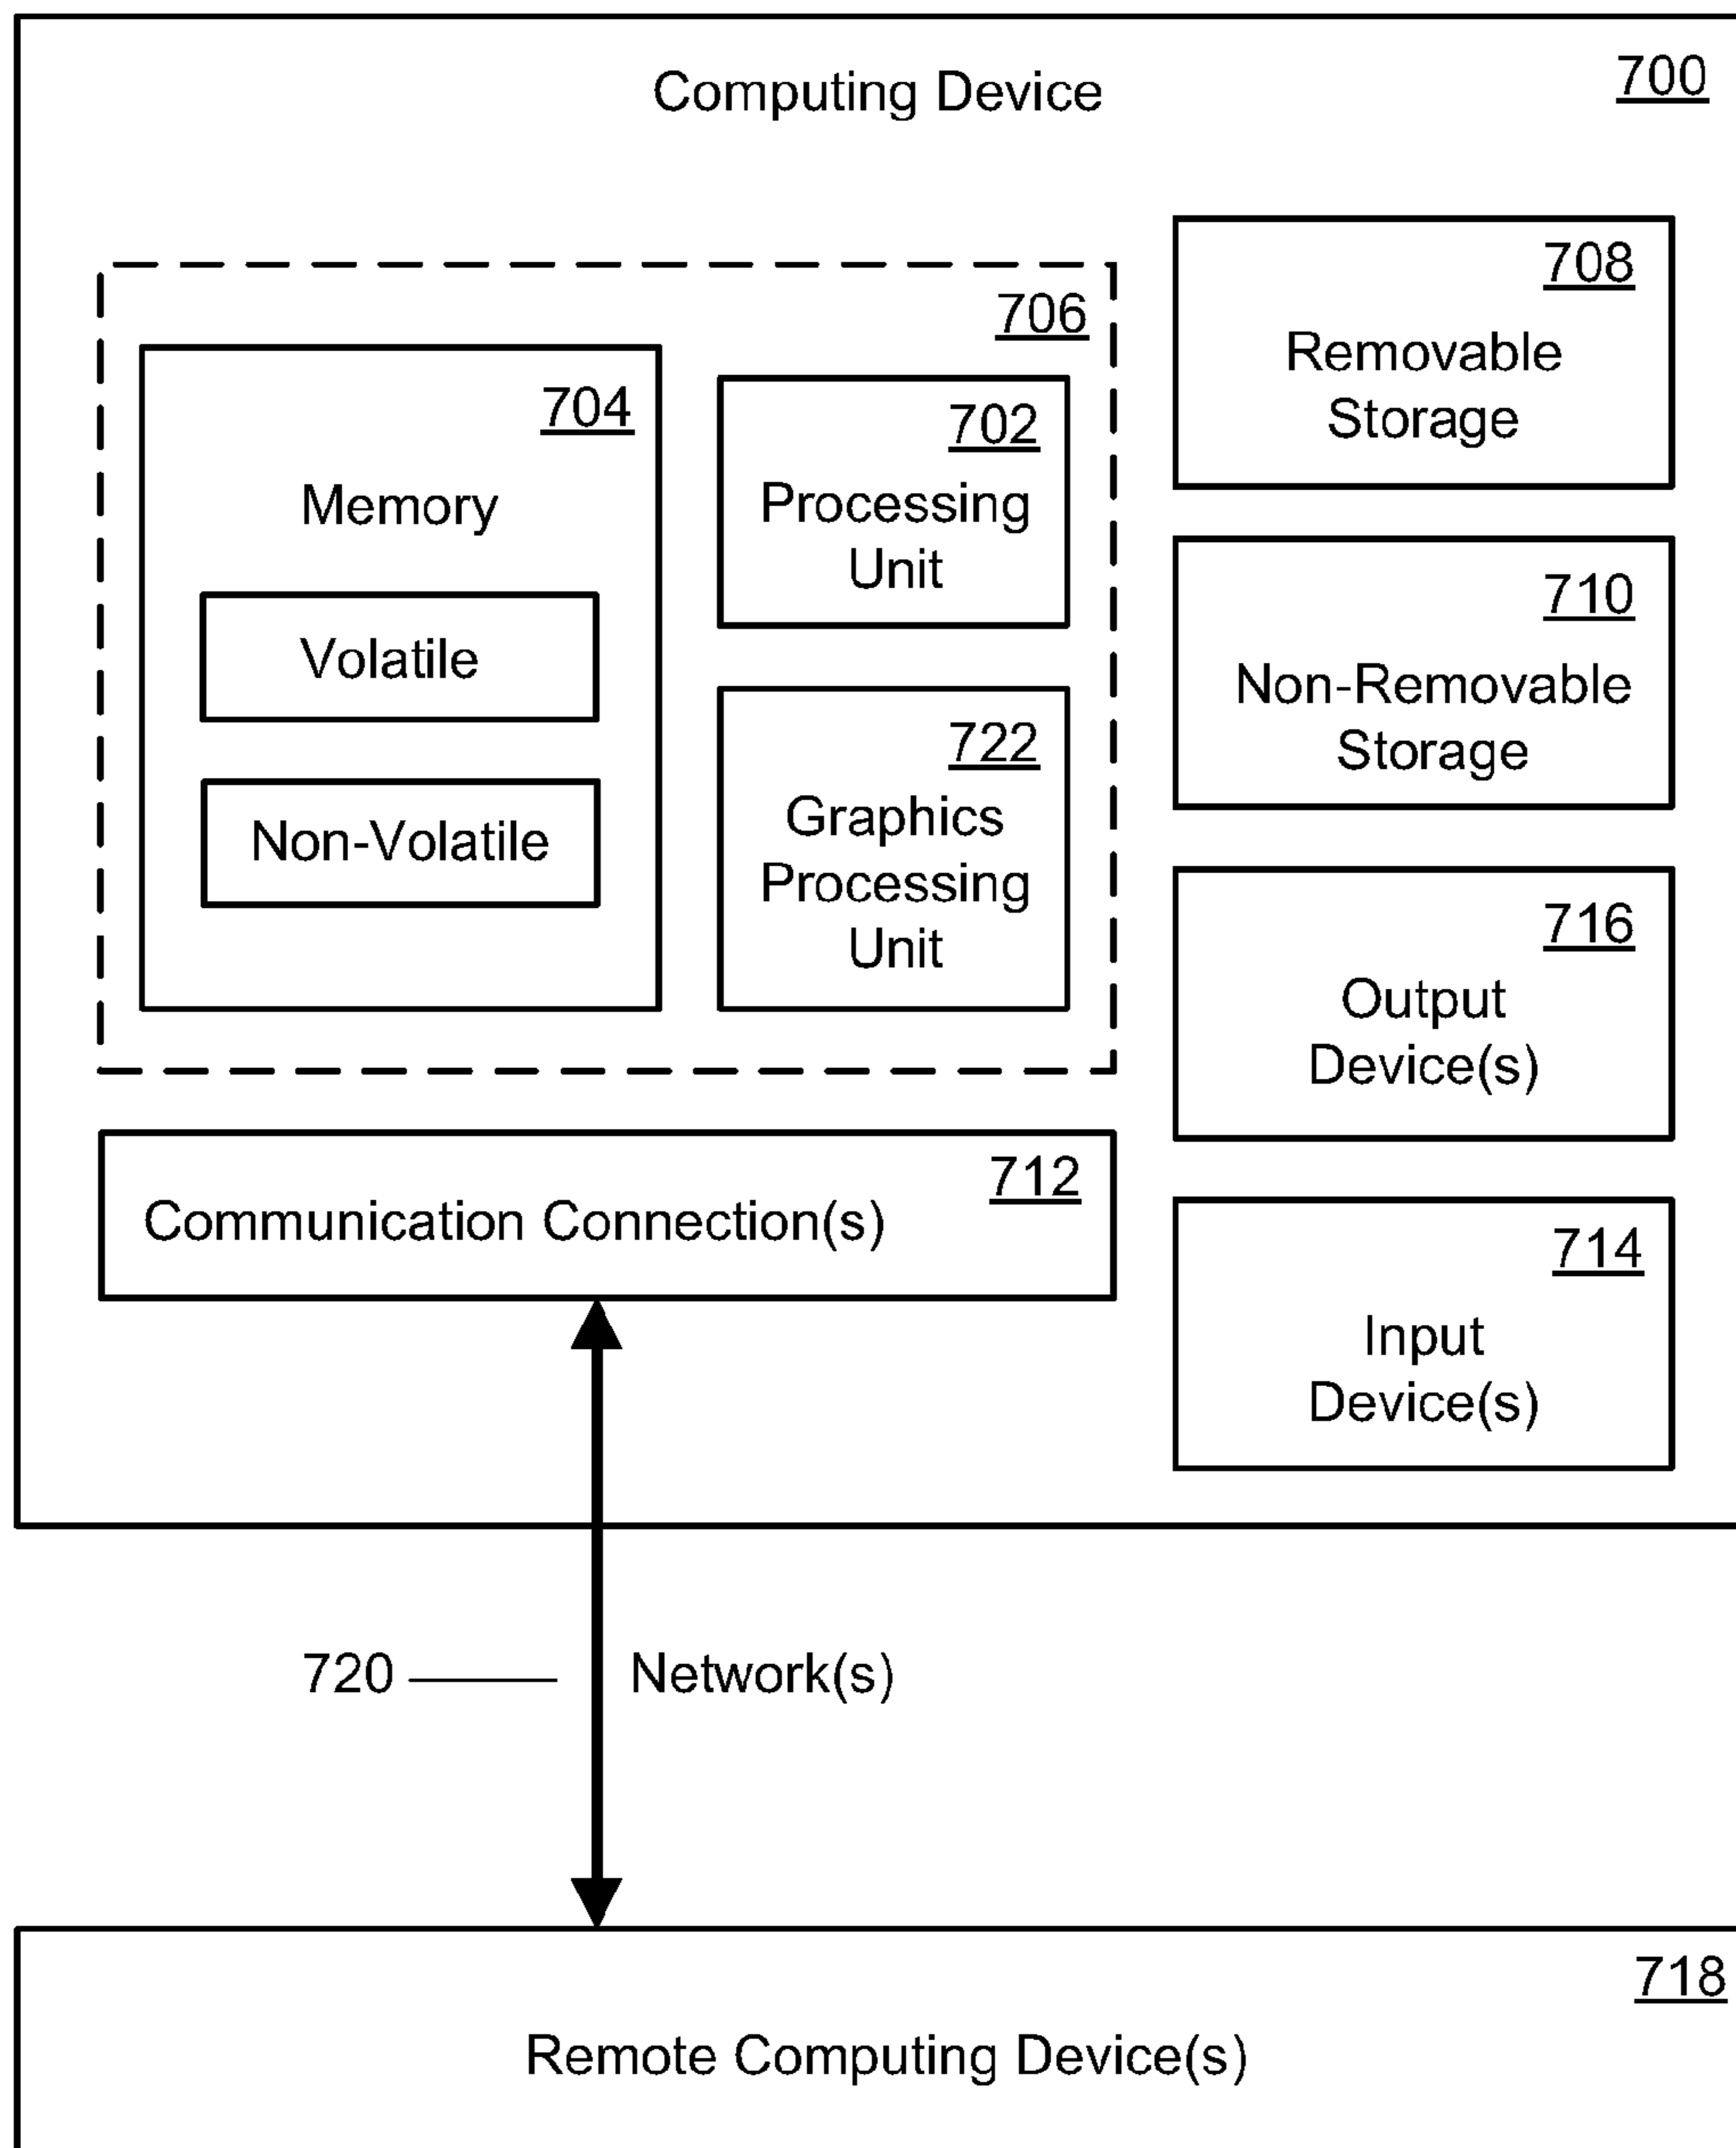 Computing Device
700
706
704
Memory
Volatile
Non-Volatile
702
Processing
Unit
722
Graphics
Processing
Unit
708
Removable
Storage
710
Non-Removable
Storage
716
Output
Device(s)
712
Communication Connection(s)
714
Input
Device(s)
720
Network(s)
718
Remote Computing Device(s)